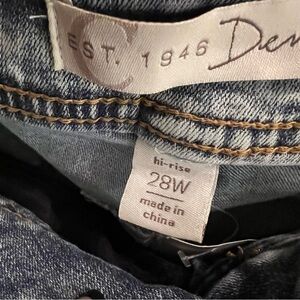 C
EST. 1946 Den
hi-rise
28W
made in
china